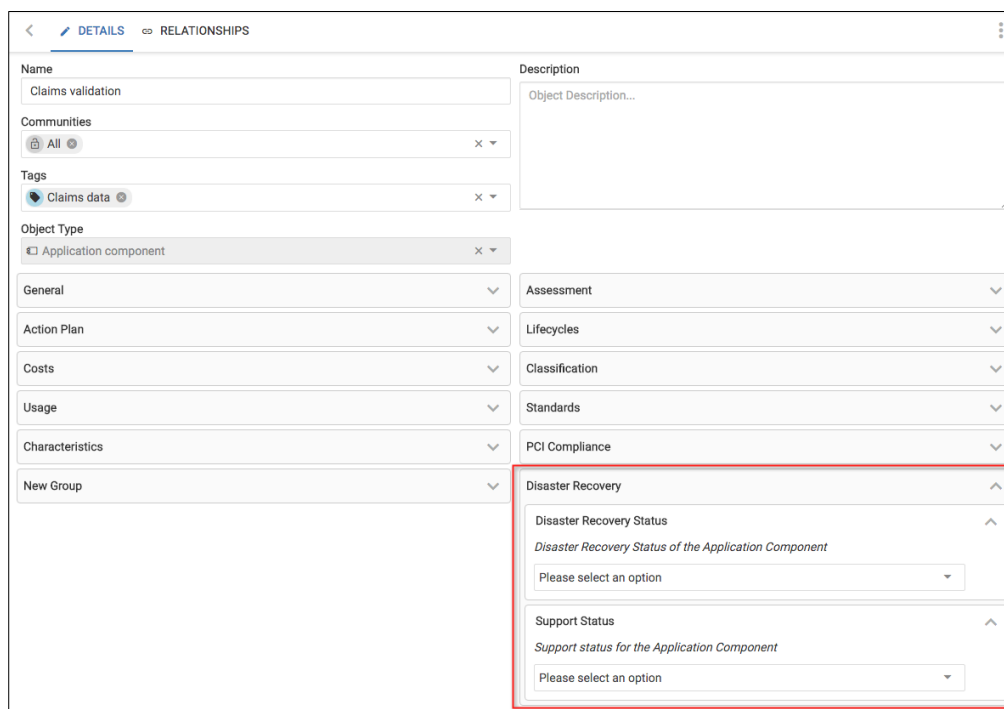 DETAILS
RELATIONSHIPS
Name
Claims validation
Communities
All
Tags
Claims data
Object Type
Application component
Description
Object Description...
General
Assessment
Action Plan
Lifecycles
Costs
Classification
Usage
Standards
Characteristics
PCI Compliance
New Group
Disaster Recovery
Disaster Recovery Status
Disaster Recovery Status of the Application Component
Please select an option
Support Status
Support status for the Application Component
Please select an option